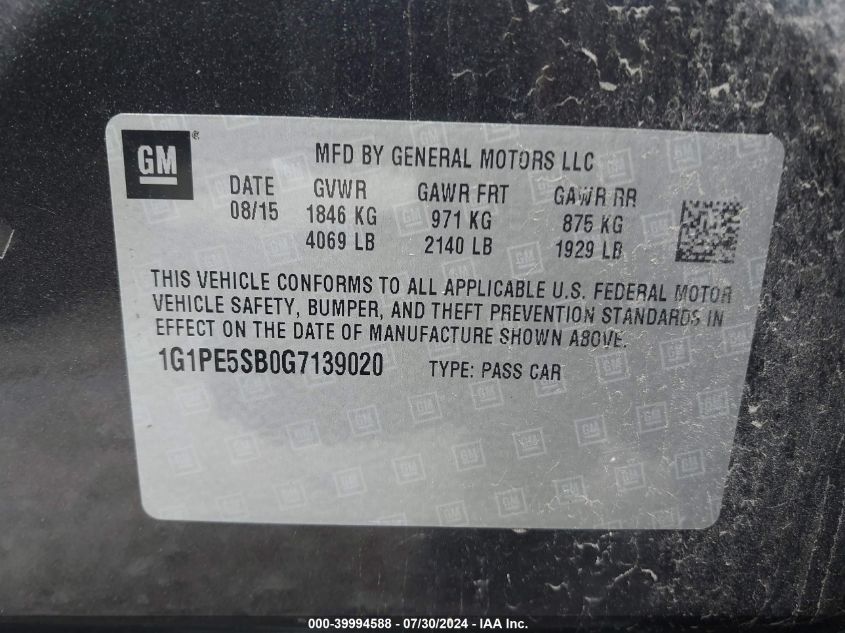 GM ®
MFD BY GENERAL MOTORS LLC
DATE GVWR GAWR FRT GAWR RR
08/15 1846 KG 971 KG 875 KG
4069 LB 2140 LB 1929 LB
THIS VEHICLE CONFORMS TO ALL APPLICABLE U.S. FEDERAL MOTOR
VEHICLE SAFETY, BUMPER, AND THEFT PREVENTION STANDARDS IN
EFFECT ON THE DATE OF MANUFACTURE SHOWN ABOVE.
1G1PE5SB0G7139020 TYPE: PASS CAR
000-39994588 / 07/30/2024 - IAA Inc.